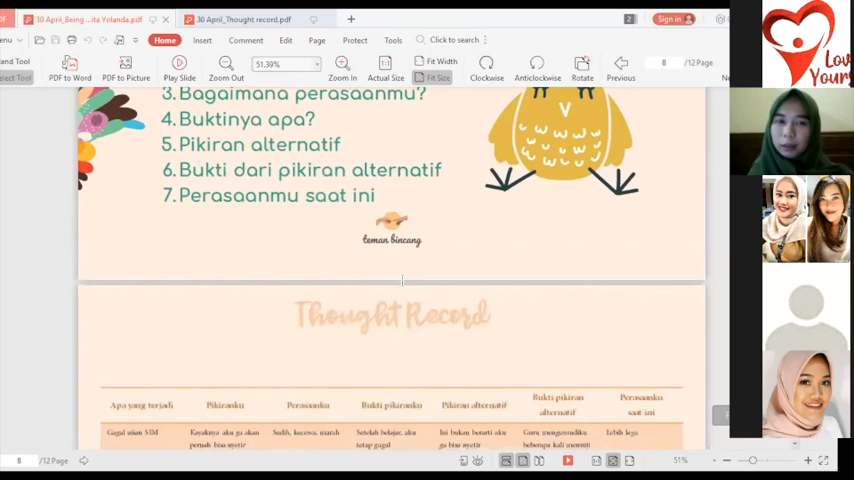 30 April_Being ...ita Yolanda.pdf
30 April_Thought record.pdf
2
Sign in
Home
Insert
Comment
Edit
Page
Protect
Tools
Click to search
PDF to Word
PDF to Picture
Play Slide
Zoom Out
51.39%
Zoom In
Actual Size
Fit Width
Fit Size
Clockwise
Anticlockwise
Rotate
Previous
8
/12Page
3.Bagaimana perasaanmu?
4.Buktinya apa?
5.Pikiran alternatif
6.Bukti dari pikiran alternatif
7.Perasaanmu saat ini
teman bincang
Thought Record
Apa yang terjadi
Pikiranku
Perasaanku
Bukti pikiranku
Pikiran alternatif
Bukti pikiran
alternatif
Perasaanku
saat ini
Gagal ujian SIM
Kayaknya aku ga akan
pernah bisa nyetir
Sedih, kecewa, marah
Setelah belajar, aku
tetap gagal
Ini bukan berarti aku
ga bisa nyetir
Guru mengemudiku
beberapa kali memuji
Lebih lega
8
/12Page
51%
Love